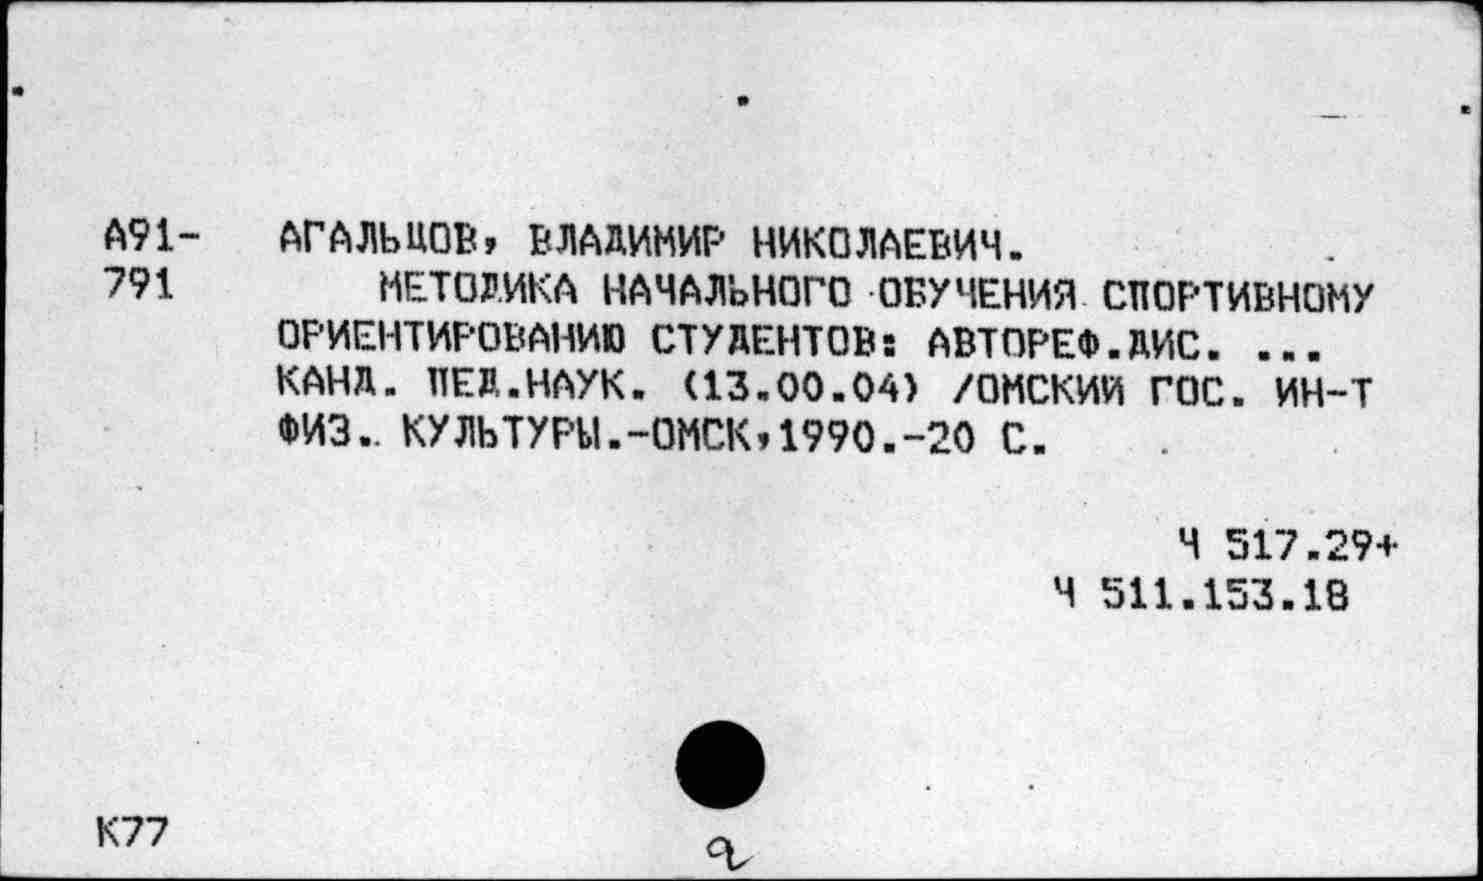 А91- АГАЛЬЦОВ, ВЛАДИМИР НИКОЛАЕВИЧ.
791 МЕТОДИКА НАЧАЛЬНОГО ОБУЧЕНИЯ СПОРТИВНОМУ
ОРИЕНТИРОВАНИЮ СТУДЕНТОВ: АВТОРЕФ.ДИС. ...
КАНД. ПЕД.НАУК. (13.00.04) /ОМСКИЙ ГОС. ИН-Т
ФИЗ.. КУЛЬТУРЫ.-ОМСК,1990.-20 С.
Ч 517.29+
Ч 511.153.18
К77